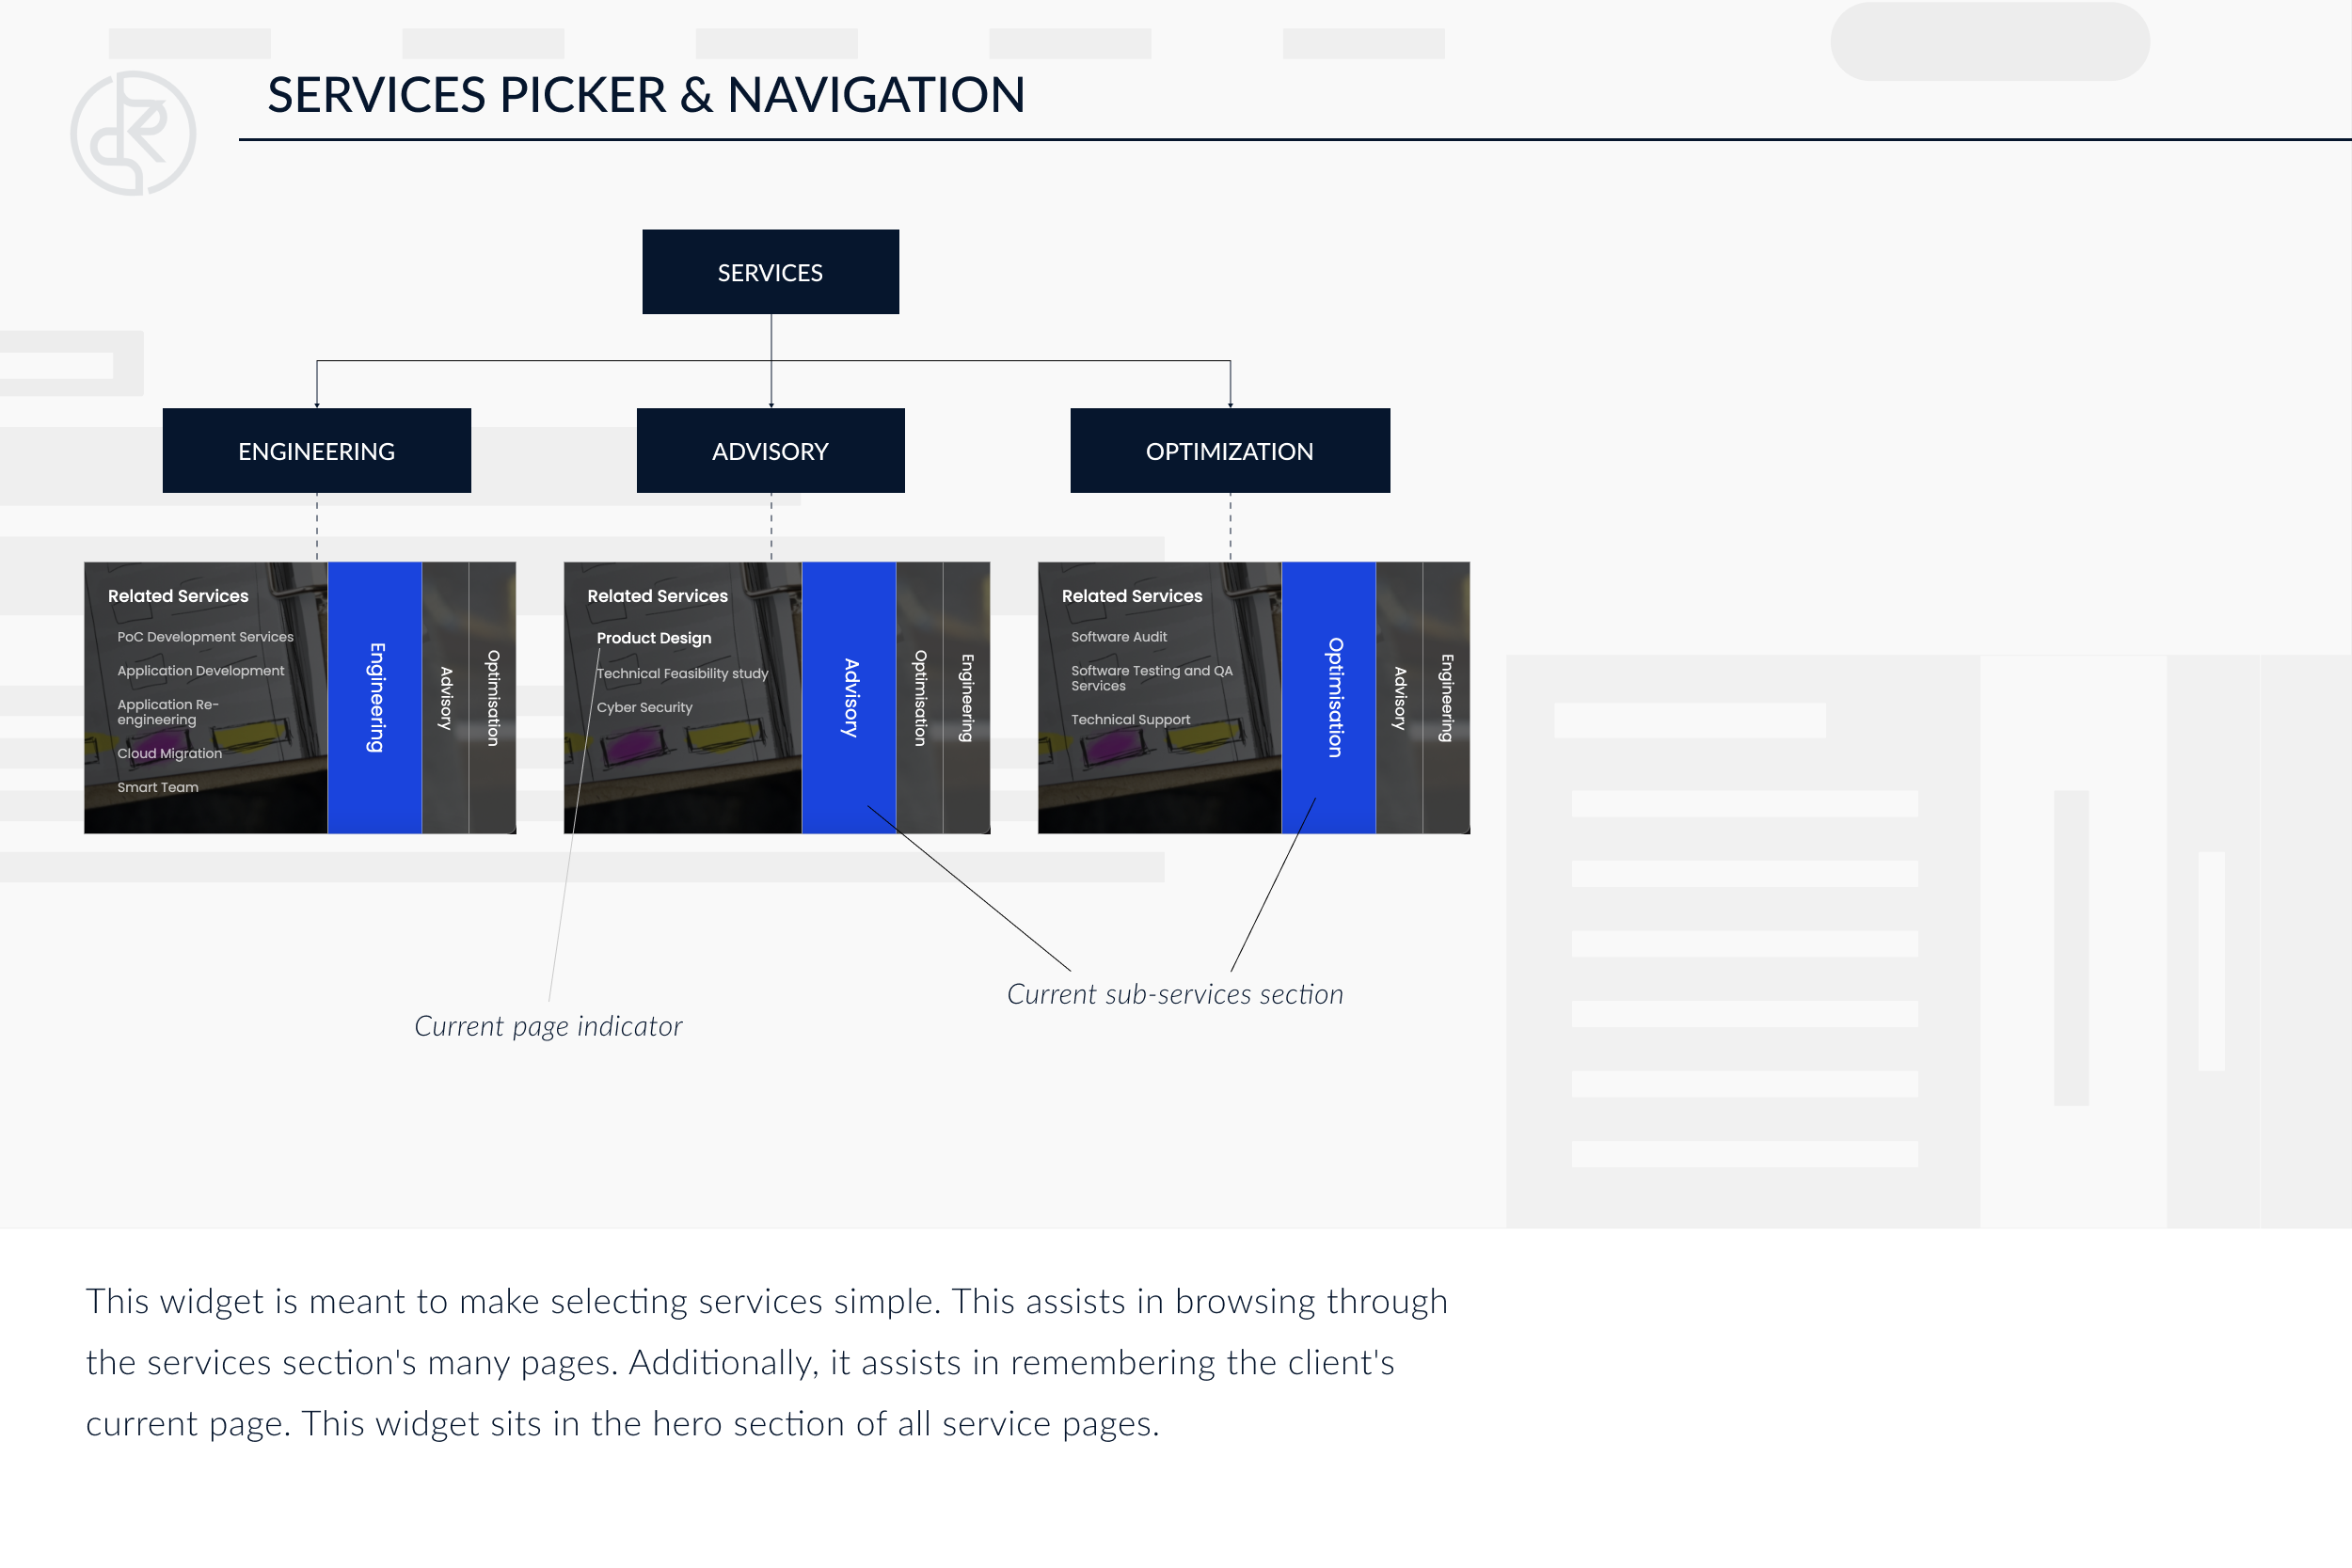 SERVICES PICKER & NAVIGATION
SERVICES
ENGINEERING
ADVISORY
OPTIMIZATION
Related Services
PoC Development Services
Application Development
Application Re-
engineering
Cloud Migration
Smart Team
Engineering
Advisory
Optimisation
Related Services
Product Design
Technical Feasibility study
Cyber Security
Advisory
Optimisation
Engineering
Related Services
Software Audit
Software Testing and QA
Services
Technical Support
Optimisation
Advisory
Engineering
Current sub-services section
Current page indicator
This widget is meant to make selecting services simple. This assists in browsing through
the services section's many pages. Additionally, it assists in remembering the client's
current page. This widget sits in the hero section of all service pages.